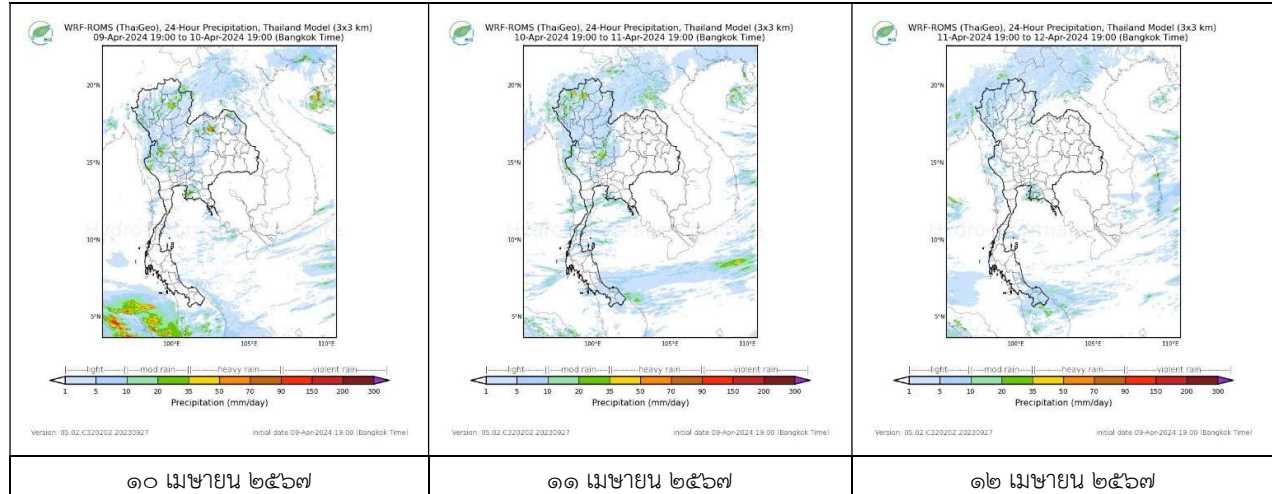 WRF-ROMS (ThaiGeo), 24-Hour Precipitation, Thailand Model (3x3 km)
09-Apr-2024 19:00 to 10-Apr-2024 19:00 (Bangkok Time)
20°N
15°N
10°N
5°N
100°E 105°E 110°E
light mod rain heavy rain violent rain
1 5 10 20 35 50 70 90 150 200 300
Precipitation (mm/day)
Version: 05.02.C320202 20230927 initial date 09-Apr-2024 19:00 (Bangkok Time)
๑๐ เมษายน ๒๕๖๗
WRF-ROMS (ThaiGeo), 24-Hour Precipitation, Thailand Model (3x3 km)
10-Apr-2024 19:00 to 11-Apr-2024 19:00 (Bangkok Time)
20°N
15°N
10°N
5°N
100°E 105°E 110°E
light mod rain heavy rain violent rain
1 5 10 20 35 50 70 90 150 200 300
Precipitation (mm/day)
Version: 05.02.C320202 20230927 initial date 09-Apr-2024 19:00 (Bangkok Time)
๑๑ เมษายน ๒๕๖๗
WRF-ROMS (ThaiGeo), 24-Hour Precipitation, Thailand Model (3x3 km)
11-Apr-2024 19:00 to 12-Apr-2024 19:00 (Bangkok Time)
20°N
15°N
10°N
5°N
100°E 105°E 110°E
light mod rain heavy rain violent rain
1 5 10 20 35 50 70 90 150 200 300
Precipitation (mm/day)
Version: 05.02.C320202 20230927 initial date 09-Apr-2024 19:00 (Bangkok Time)
๑๒ เมษายน ๒๕๖๗